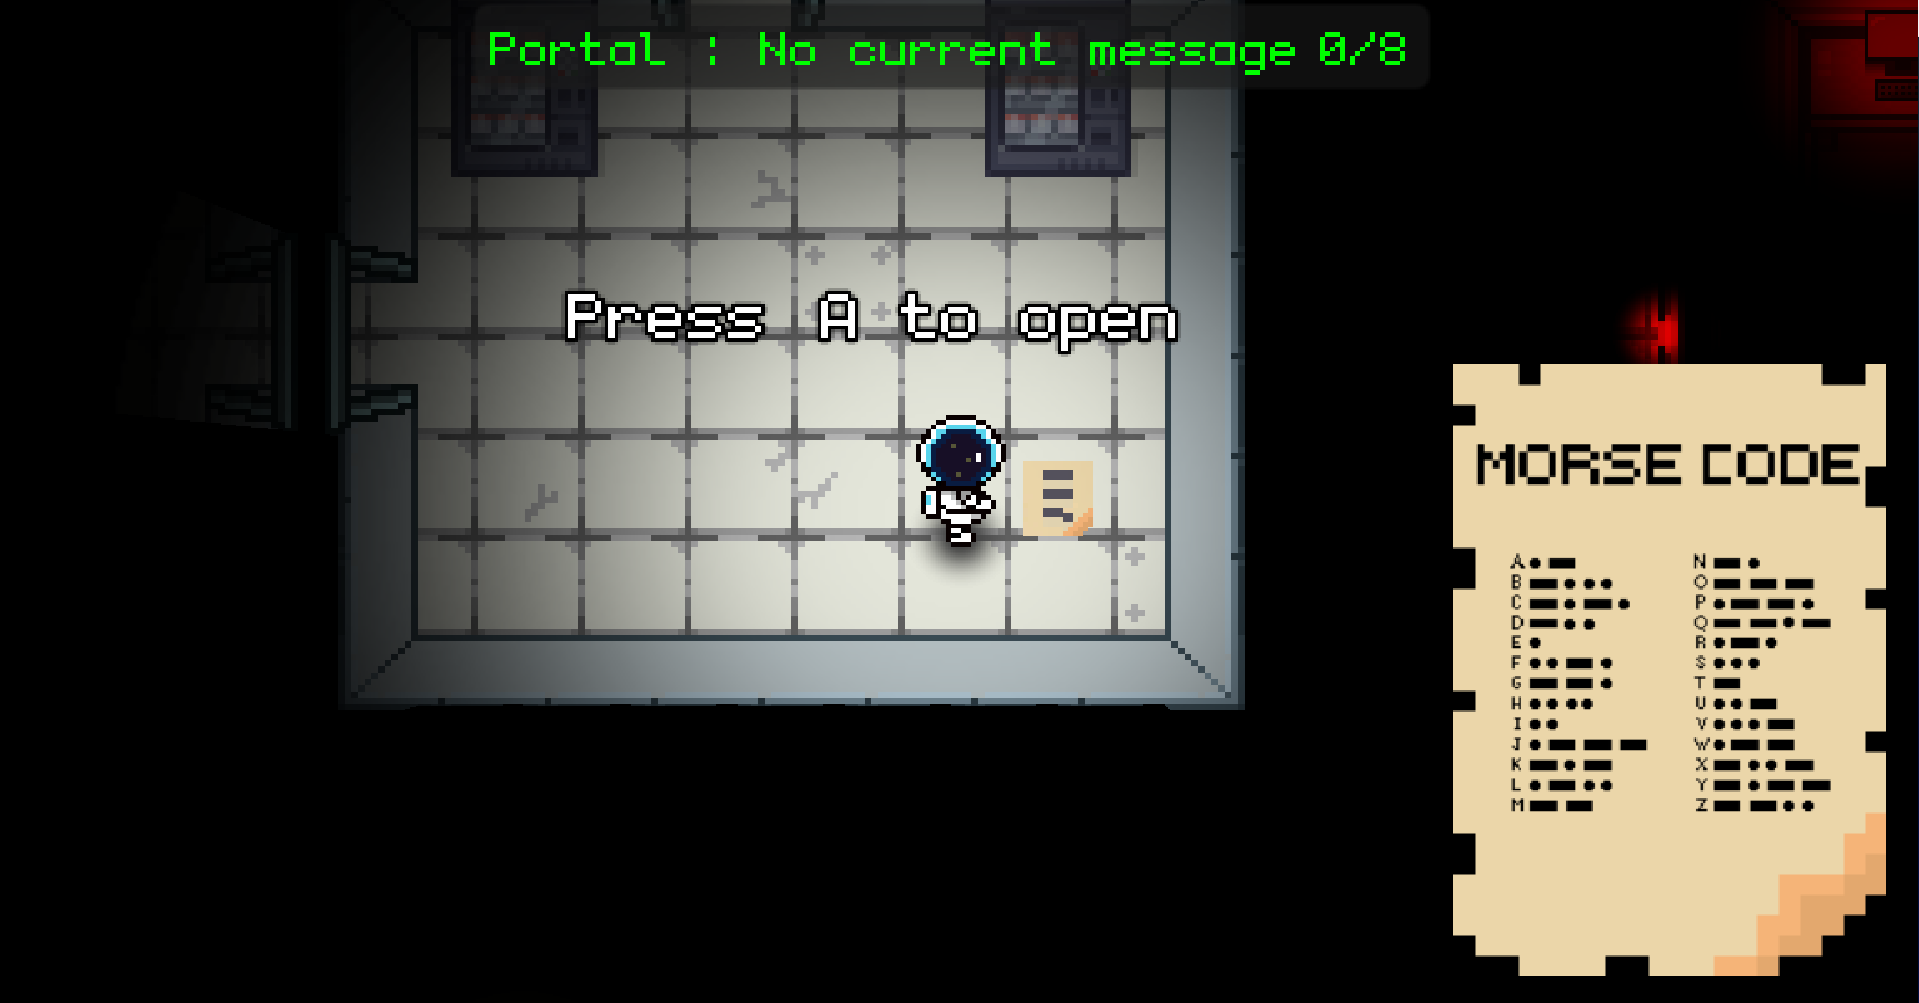 Portal : No current message 0/8
Press A to open
MORSE CODE
A ● ▬
B ▬ ● ● ●
C ▬ ● ▬ ●
D ▬ ● ●
E ●
F ● ● ▬ ●
G ▬ ▬ ●
H ● ● ● ●
I ● ●
J ● ▬ ▬ ▬
K ▬ ● ▬
L ● ▬ ● ●
M ▬ ▬
N ▬ ●
O ▬ ▬ ▬
P ● ▬ ▬ ●
Q ▬ ▬ ● ▬
R ● ▬ ●
S ● ● ●
T ▬
U ● ● ▬
V ● ● ● ▬
W ● ▬ ▬
X ▬ ● ● ▬
Y ▬ ● ▬ ▬
Z ▬ ▬ ● ●